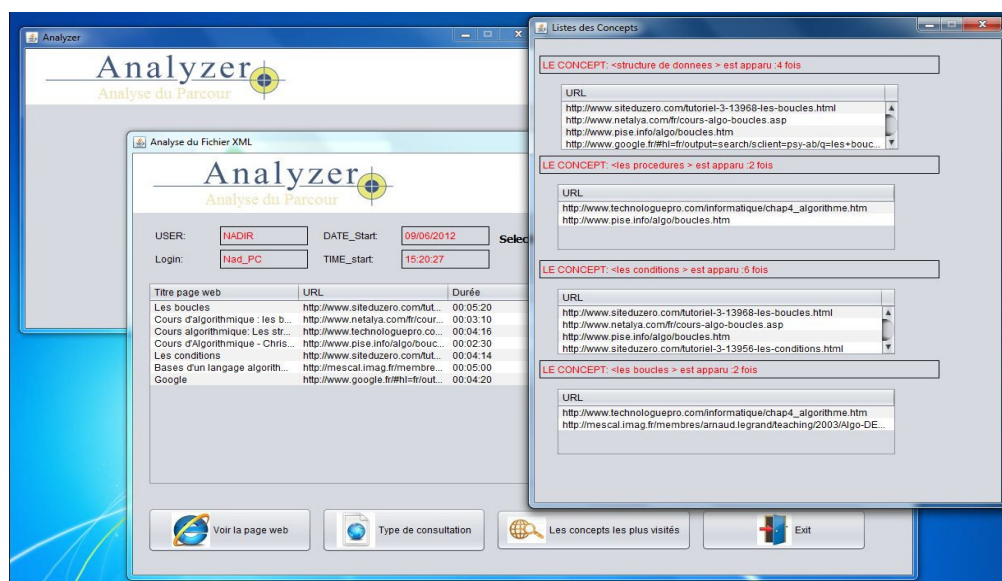 Analyzer
Analyzer
Analyse du Parcour
Analyse du Fichier XML
Analyzer
Analyse du Parcour
USER:
NADIR
DATE_Start:
09/06/2012
Selec
Login:
Nad_PC
TIME_start:
15:20:27
Titre page web
URL
Durée
Les boucles
http://www.siteduzero.com/tut...
00:05:20
Cours d'algorithmique : les b...
http://www.netalya.com/fr/cour...
00:03:10
Cours algorithmique: Les str...
http://www.technologuepro.co...
00:04:16
Cours d'Algorithmique - Chris...
http://www.pise.info/algo/bouc...
00:02:30
Les conditions
http://www.siteduzero.com/tut...
00:04:14
Bases d'un langage algorith...
http://mescal.imag.fr/membre...
00:05:00
Google
http://www.google.fr/#hl=fr/out...
00:04:20
Voir la page web
Type de consultation
Les concepts les plus visités
Exit
Listes des Concepts
LE CONCEPT: <structure de donnees > est apparu :4 fois
URL
http://www.siteduzero.com/tutoriel-3-13968-les-boucles.html
http://www.netalya.com/fr/cours-algo-boucles.asp
http://www.pise.info/algo/boucles.htm
http://www.google.fr/#hl=fr/output=search/sclient=psy-ab/q=les+bouc...
LE CONCEPT: <les procedures > est apparu :2 fois
URL
http://www.technologuepro.com/informatique/chap4_algorithme.htm
http://www.pise.info/algo/boucles.htm
LE CONCEPT: <les conditions > est apparu :6 fois
URL
http://www.siteduzero.com/tutoriel-3-13968-les-boucles.html
http://www.netalya.com/fr/cours-algo-boucles.asp
http://www.pise.info/algo/boucles.htm
http://www.siteduzero.com/tutoriel-3-13956-les-conditions.html
LE CONCEPT: <les boucles > est apparu :2 fois
URL
http://www.technologuepro.com/informatique/chap4_algorithme.htm
http://mescal.imag.fr/membres/arnaud.legrand/teaching/2003/Algo-DE...